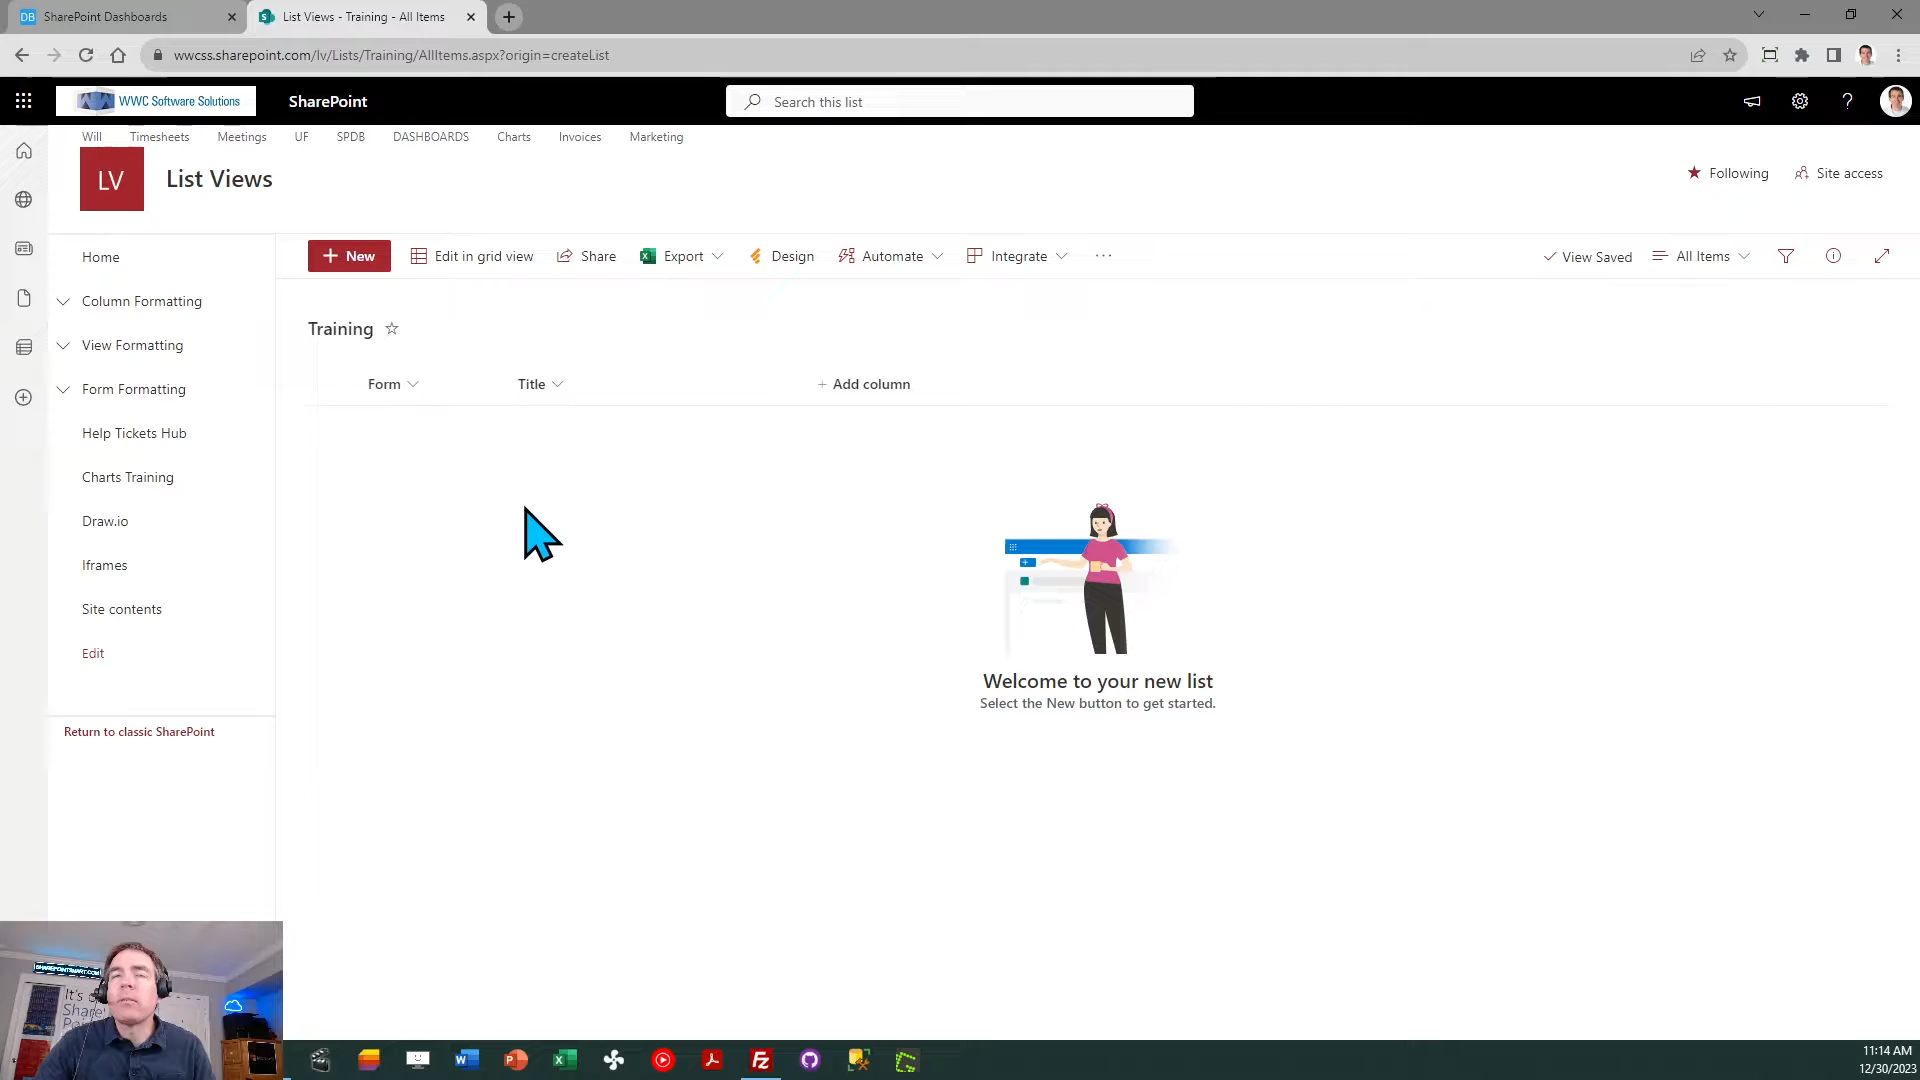 DB SharePoint Dashboards
List Views - Training - All Items
wwcss.sharepoint.com/lv/Lists/Training/AllItems.aspx?origin=createList
WWC Software Solutions
SharePoint
Search this list
Will Timesheets Meetings UF SPDB DASHBOARDS Charts Invoices Marketing
LV
List Views
Following
Site access
Home
Column Formatting
View Formatting
Form Formatting
Help Tickets Hub
Charts Training
Draw.io
Iframes
Site contents
Edit
Return to classic SharePoint
New
Edit in grid view
Share
Export
Design
Automate
Integrate
View Saved
All Items
Training
Form
Title
Add column
Welcome to your new list
Select the New button to get started.
SHAREPOINTSMART.COM
It's
Share
11:14 AM
12/30/2023